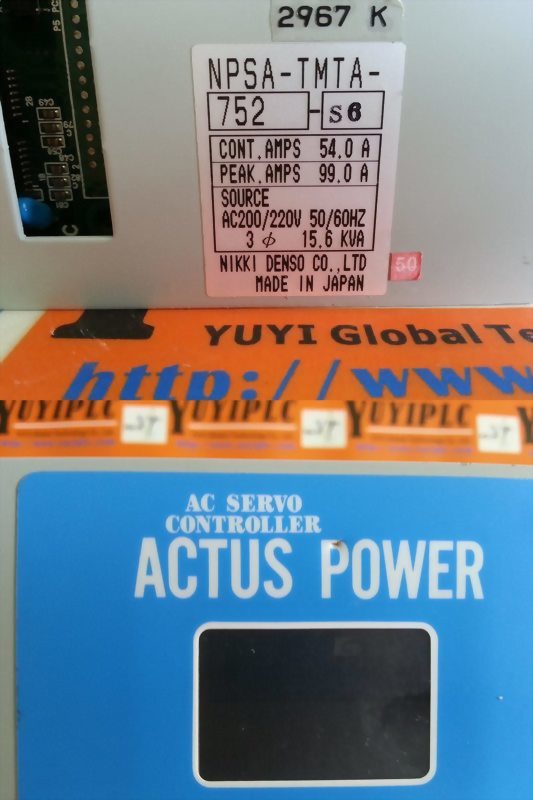 2967 K
P5 PC
NPSA-TMTA-
752 - S6
CONT.AMPS 54.0 A
PEAK.AMPS 99.0 A
SOURCE
AC200/220V 50/60HZ
3 φ 15.6 KVA
NIKKI DENSO CO.,LTD
MADE IN JAPAN
50
YUYI Global Te
http://www
YUYIPLC YUYIPLC YUYIPLC
AC SERVO
CONTROLLER
ACTUS POWER